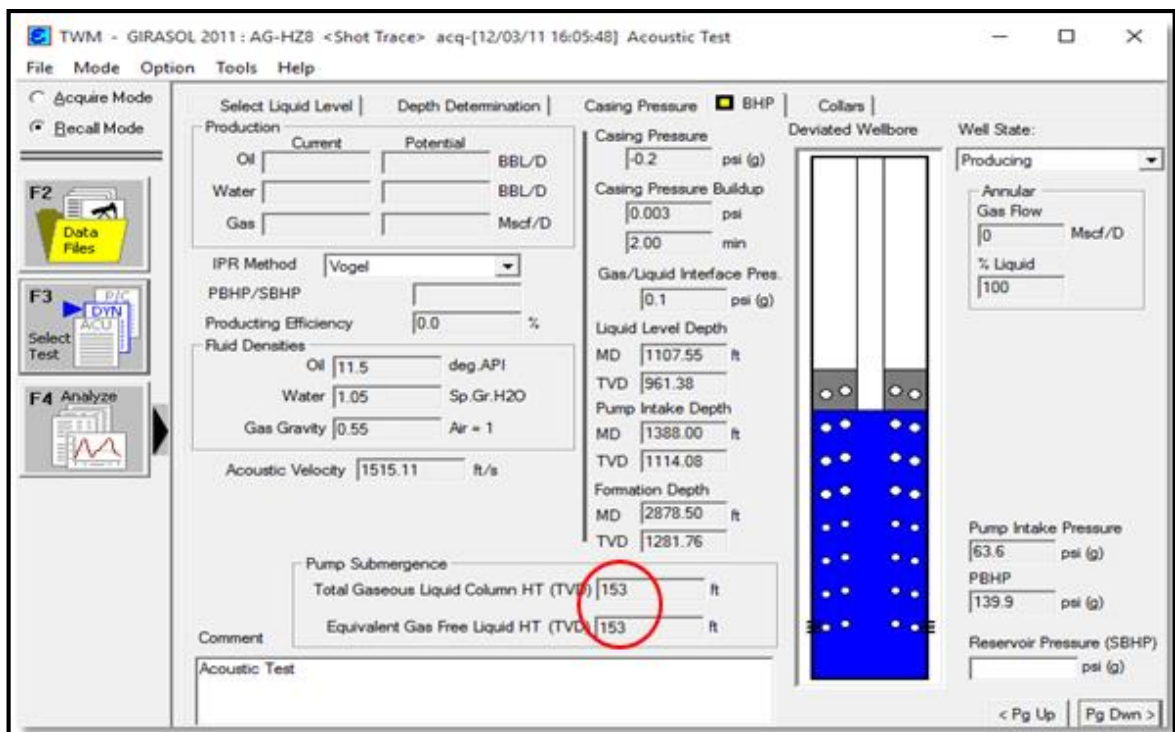 TWM - GIRASOL 2011 : AG-HZ8 <Shot Trace> acq-[12/03/11 16:05:48] Acoustic Test
File Mode Option Tools Help
Acquire Mode
Recall Mode
F2
Data
Files
F3
P/C
DYN
ACU
Select
Test
F4 Analyze
Select Liquid Level
Depth Determination
Casing Pressure
BHP
Collars
Production
Current Potential
Oil BBL/D
Water BBL/D
Gas Mscf/D
IPR Method Vogel
PBHP/SBHP
Producting Efficiency 0.0 %
Fluid Densities
Oil 11.5 deg.API
Water 1.05 Sp.Gr.H2O
Gas Gravity 0.55 Air = 1
Acoustic Velocity 1515.11 ft/s
Casing Pressure
-0.2 psi (g)
Casing Pressure Buildup
0.003 psi
2.00 min
Gas/Liquid Interface Pres.
0.1 psi (g)
Liquid Level Depth
MD 1107.55 ft
TVD 961.38
Pump Intake Depth
MD 1388.00 ft
TVD 1114.08
Formation Depth
MD 2878.50 ft
TVD 1281.76
Pump Submergence
Total Gaseous Liquid Column HT (TVD) 153 ft
Equivalent Gas Free Liquid HT (TVD) 153 ft
Comment
Acoustic Test
Deviated Wellbore
Well State:
Producing
Annular
Gas Flow
0 Mscf/D
% Liquid
100
Pump Intake Pressure
63.6 psi (g)
PBHP
139.9 psi (g)
Reservoir Pressure (SBHP)
psi (g)
< Pg Up
Pg Dwn >